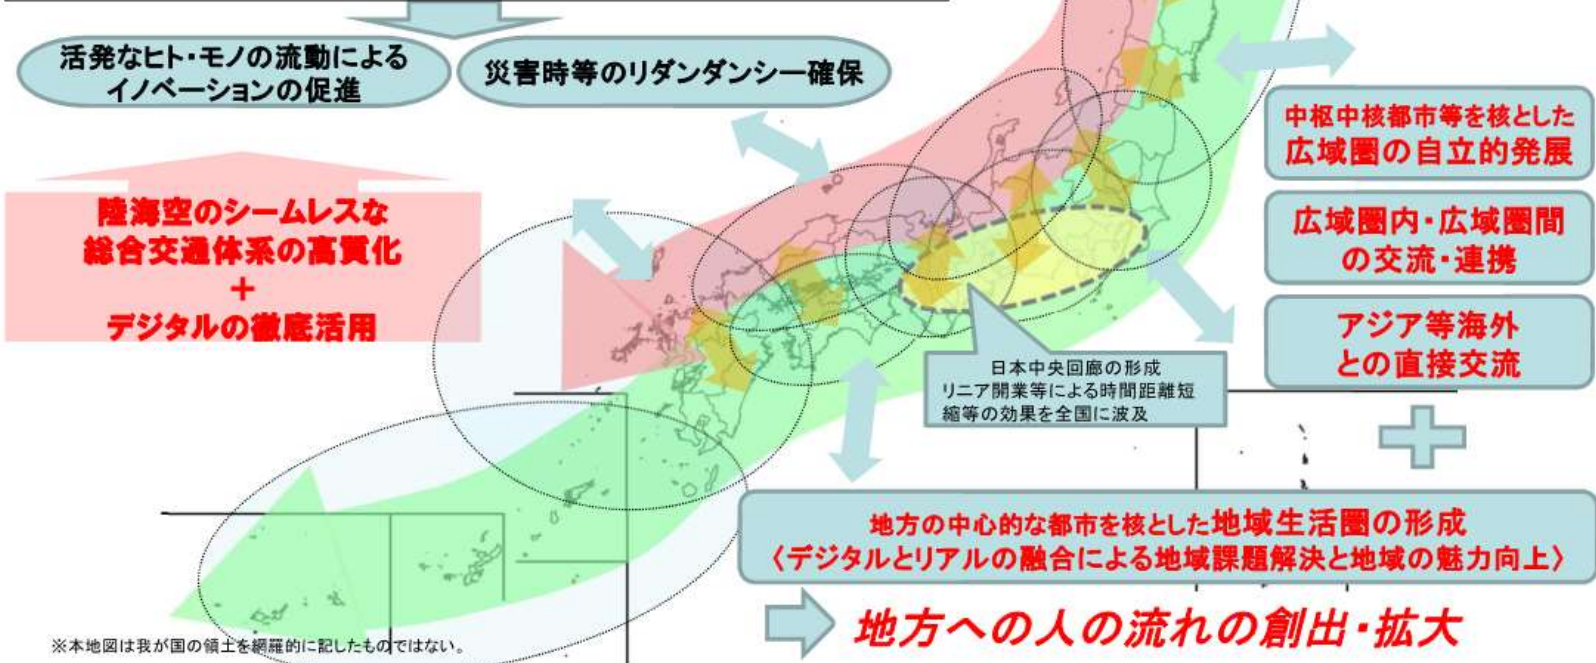 活発なヒト・モノの流動による
イノベーションの促進
災害時等のリダンダンシー確保
陸海空のシームレスな
総合交通体系の高質化
+
デジタルの徹底活用
中枢中核都市等を核とした
広域圏の自立的発展
広域圏内・広域圏間
の交流・連携
アジア等海外
との直接交流
日本中央回廊の形成
リニア開業等による時間距離短
縮等の効果を全国に波及
地方の中心的な都市を核とした地域生活圏の形成
〈デジタルとリアルの融合による地域課題解決と地域の魅力向上〉
地方への人の流れの創出・拡大
※本地図は我が国の領土を網羅的に記したものではない。